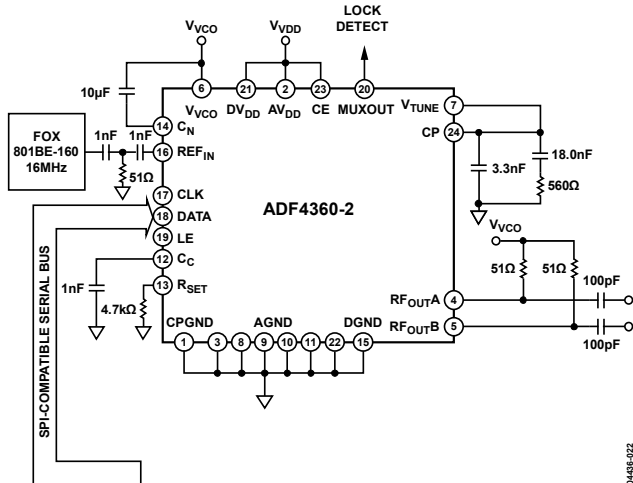 LOCK
DETECT
VVCO
VVDD
10µF
6
21
2
23
20
VVCO
DVDD
AVDD
CE
MUXOUT
VTUNE
7
CP
24
FOX
801BE-160
16MHz
1nF
1nF
14
CN
16
REFIN
51Ω
3.3nF
18.0nF
560Ω
17
CLK
18
DATA
19
LE
ADF4360-2
12
CC
13
RSET
1nF
4.7kΩ
VVCO
51Ω
51Ω
100pF
RFOUTA
4
RFOUTB
5
100pF
CPGND
AGND
DGND
1
3
8
9
10
11
22
15
SPI-COMPATIBLE SERIAL BUS
04436-022